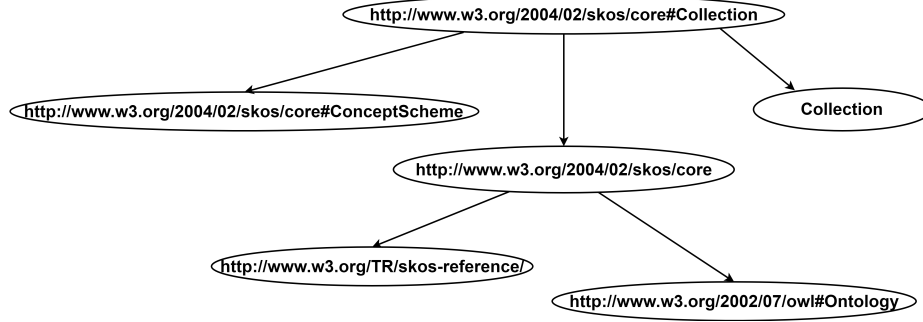 http://www.w3.org/2004/02/skos/core#Collection
http://www.w3.org/2004/02/skos/core#ConceptScheme
Collection
http://www.w3.org/2004/02/skos/core
http://www.w3.org/TR/skos-reference/
http://www.w3.org/2002/07/owl#Ontology